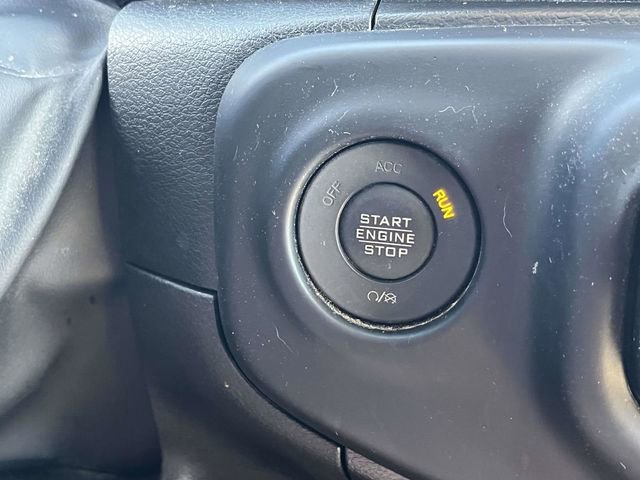 OFF
ACC
RUN
START
ENGINE
STOP